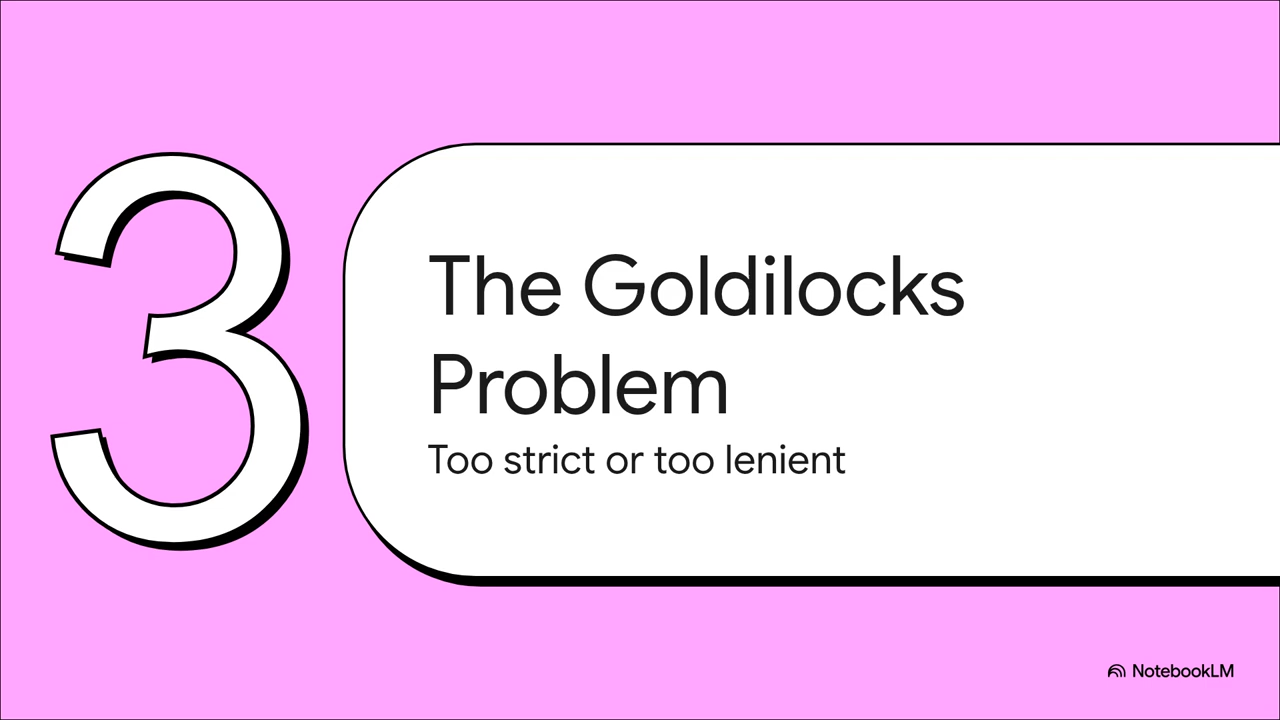 3
The Goldilocks
Problem
Too strict or too lenient
NotebookLM